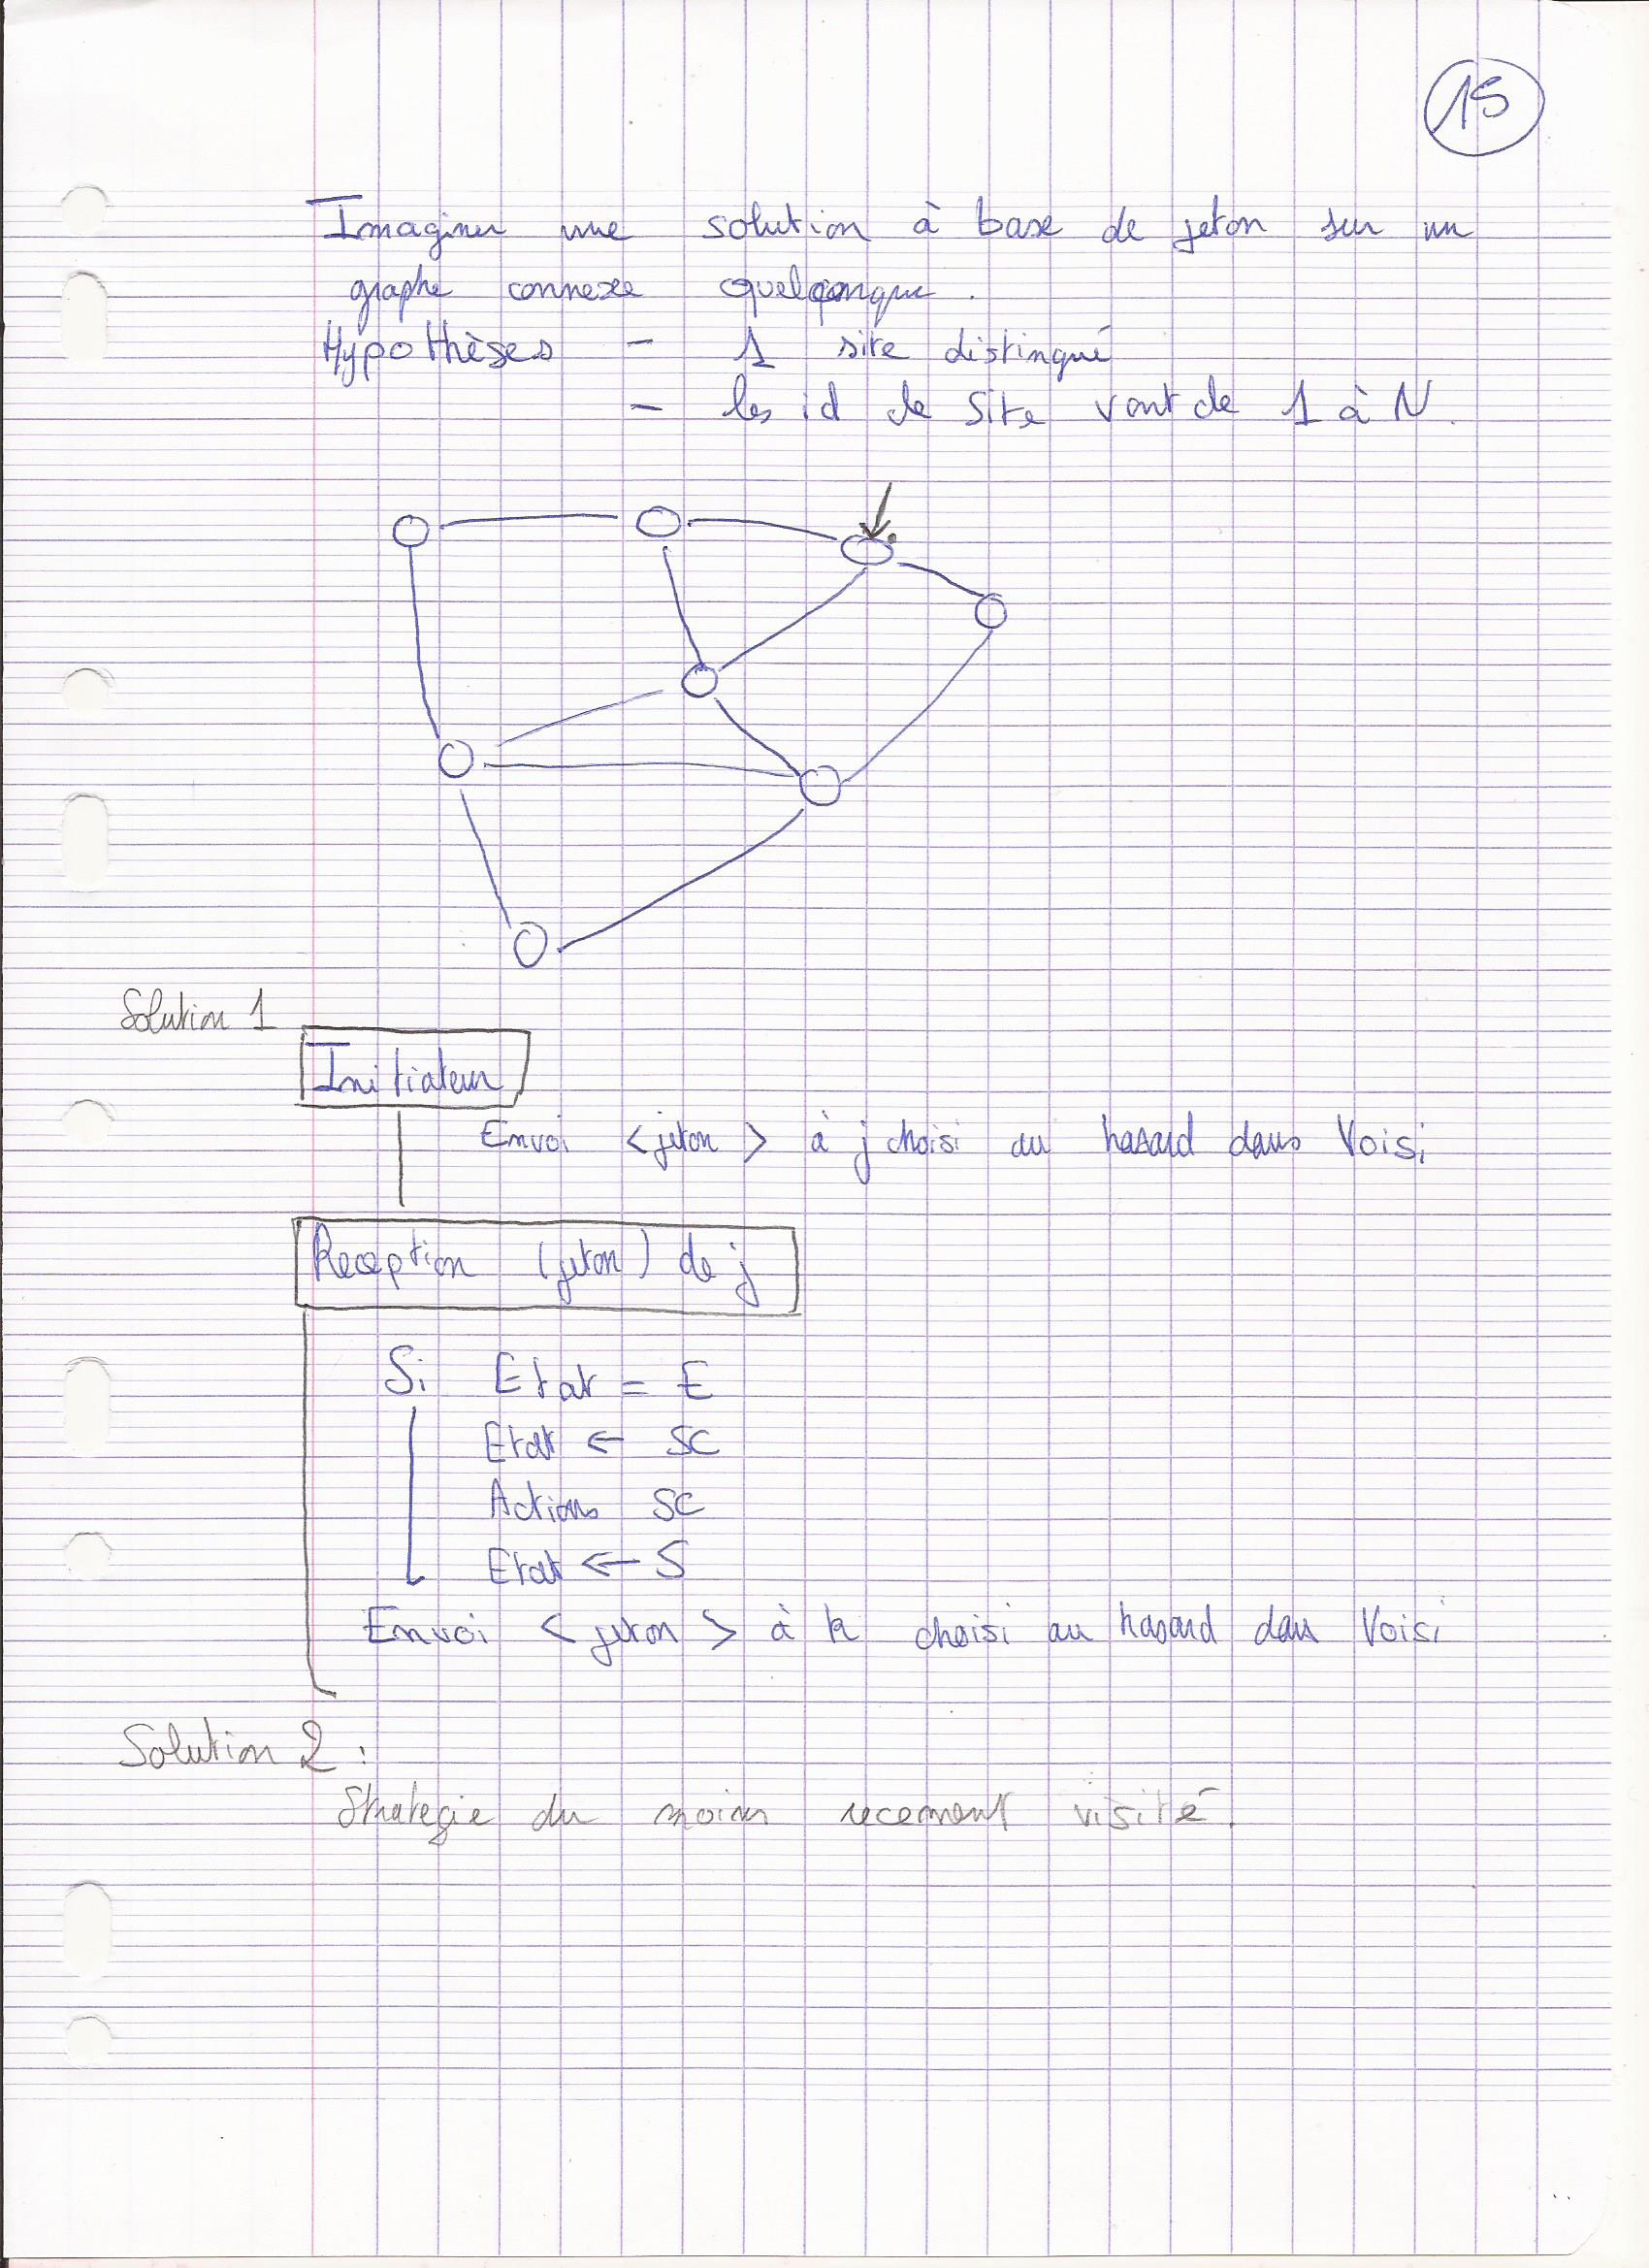 15
Imaginer une solution à base de jeton sur un
graphe connexe quelconque.
Hypothèses - 1 site distingué
- les id de site vont de 1 à N.
Solution 1
Initiateur
Envoi <jeton> à j choisi au hasard dans Voisi
Reception (jeton) de j
Si Etat = E
Etat ← SC
Actions SC
Etat ← S
Envoi <jeton> à k choisi au hasard dans Voisi
Solution 2 :
Strategie du moins recement visité.